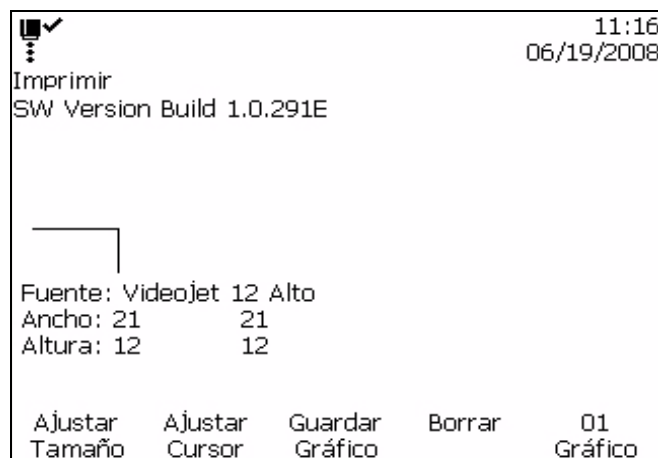 11:16
06/19/2008
Imprimir
SW Version Build 1.0.291E
Fuente: Videojet 12 Alto
Ancho: 21 21
Altura: 12 12
Ajustar Tamaño
Ajustar Cursor
Guardar Gráfico
Borrar
01 Gráfico